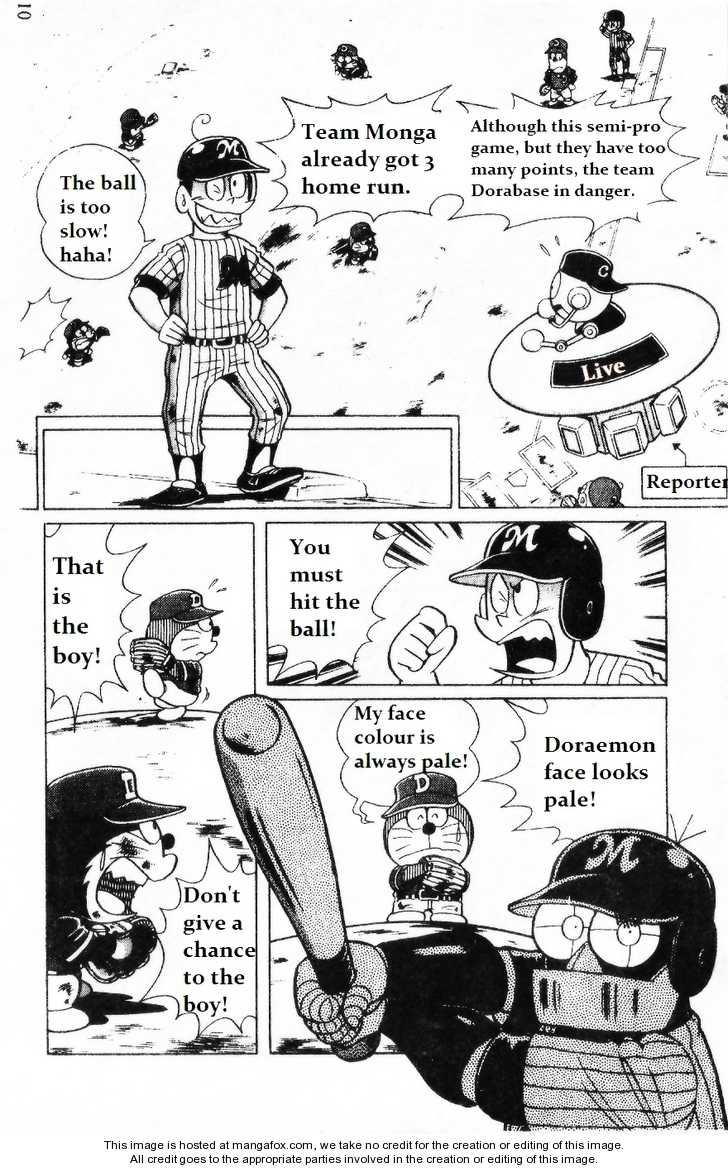 10
The ball
is too
slow!
haha!
Team Monga
already got 3
home run.
Although this semi-pro
game, but they have too
many points, the team
Dorabase in danger.
M
M
C
Live
Reporter
That
is
the
boy!
D
You
must
hit the
ball!
M
D
Don't
give a
chance
to the
boy!
My face
colour is
always pale!
D
Doraemon
face looks
pale!
M
This image is hosted at mangafox.com, we take no credit for the creation or editing of this image.
All credit goes to the appropriate parties involved in the creation or editing of this image.